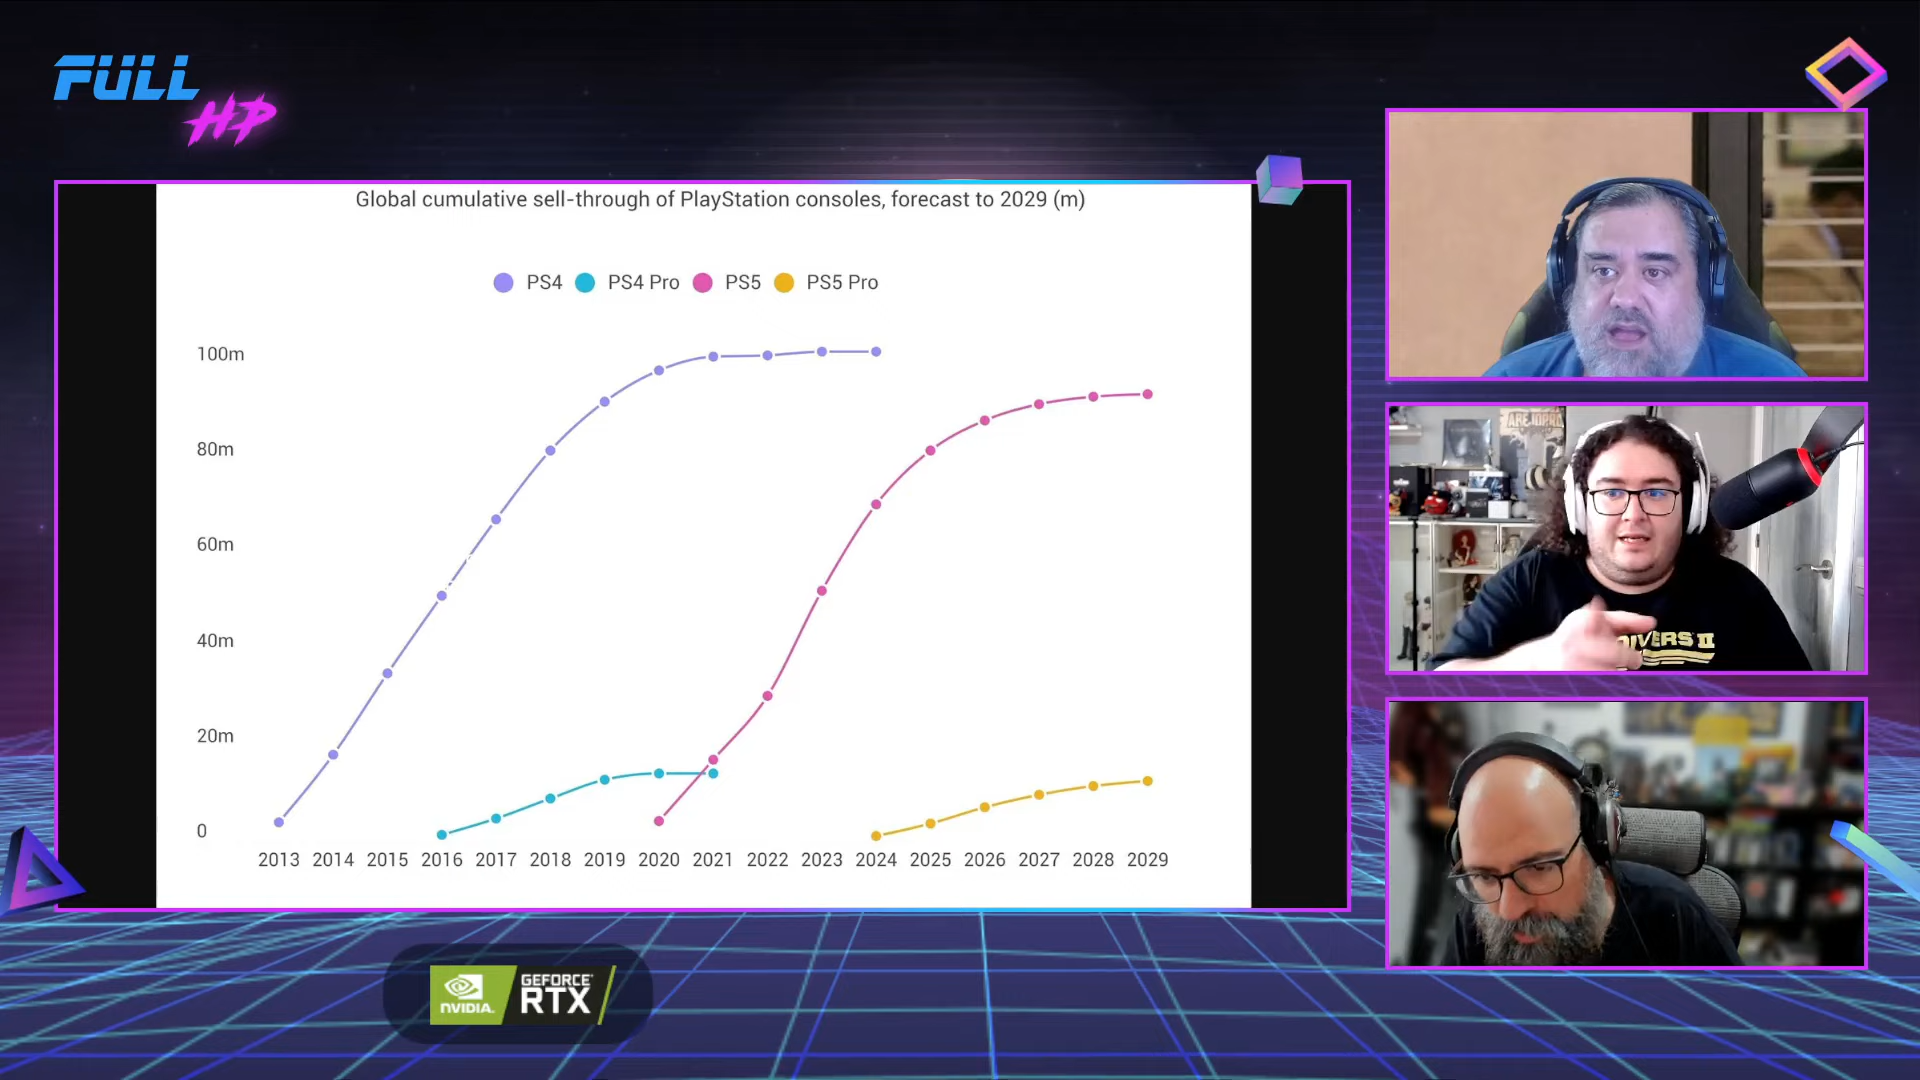 FULL
HP
Global cumulative sell-through of PlayStation consoles, forecast to 2029 (m)
PS4 PS4 Pro PS5 PS5 Pro
100m
80m
60m
40m
20m
0
2013 2014 2015 2016 2017 2018 2019 2020 2021 2022 2023 2024 2025 2026 2027 2028 2029
NVIDIA.
GEFORCE
RTX
IVERS II